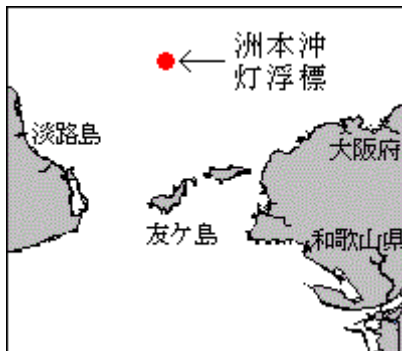 洲本沖
灯浮標
淡路島
大阪府
友ケ島
和歌山県